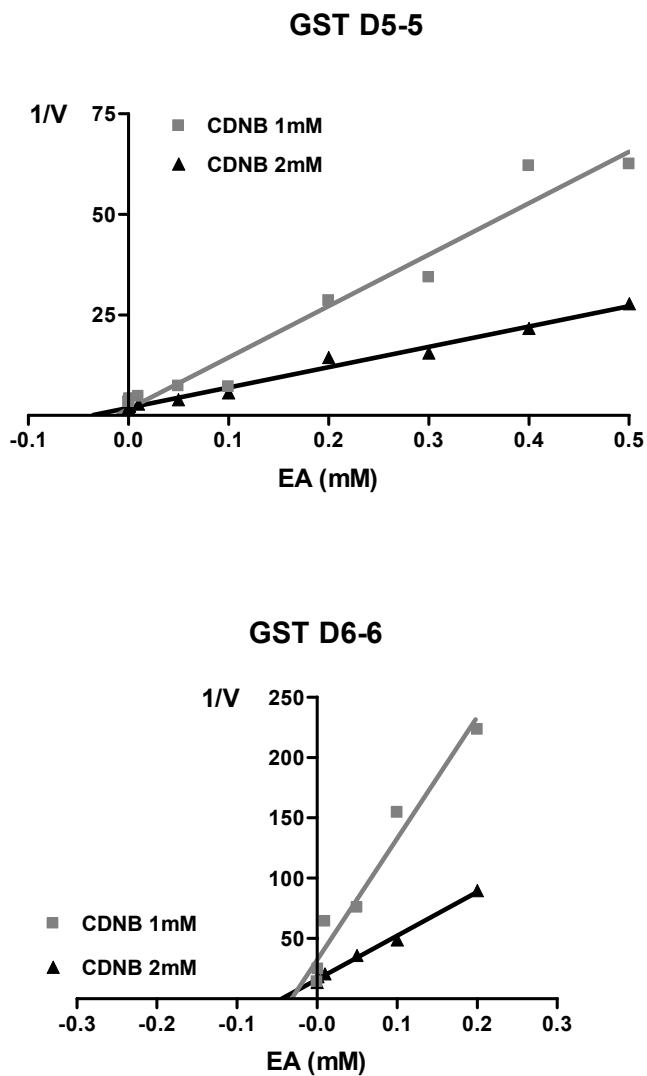 GST D5-5
1/V
75
50
25
CDNB 1mM
CDNB 2mM
-0.1 0.0 0.1 0.2 0.3 0.4 0.5
EA (mM)
GST D6-6
1/V
250
200
150
100
50
CDNB 1mM
CDNB 2mM
-0.3 -0.2 -0.1 -0.0 0.1 0.2 0.3
EA (mM)